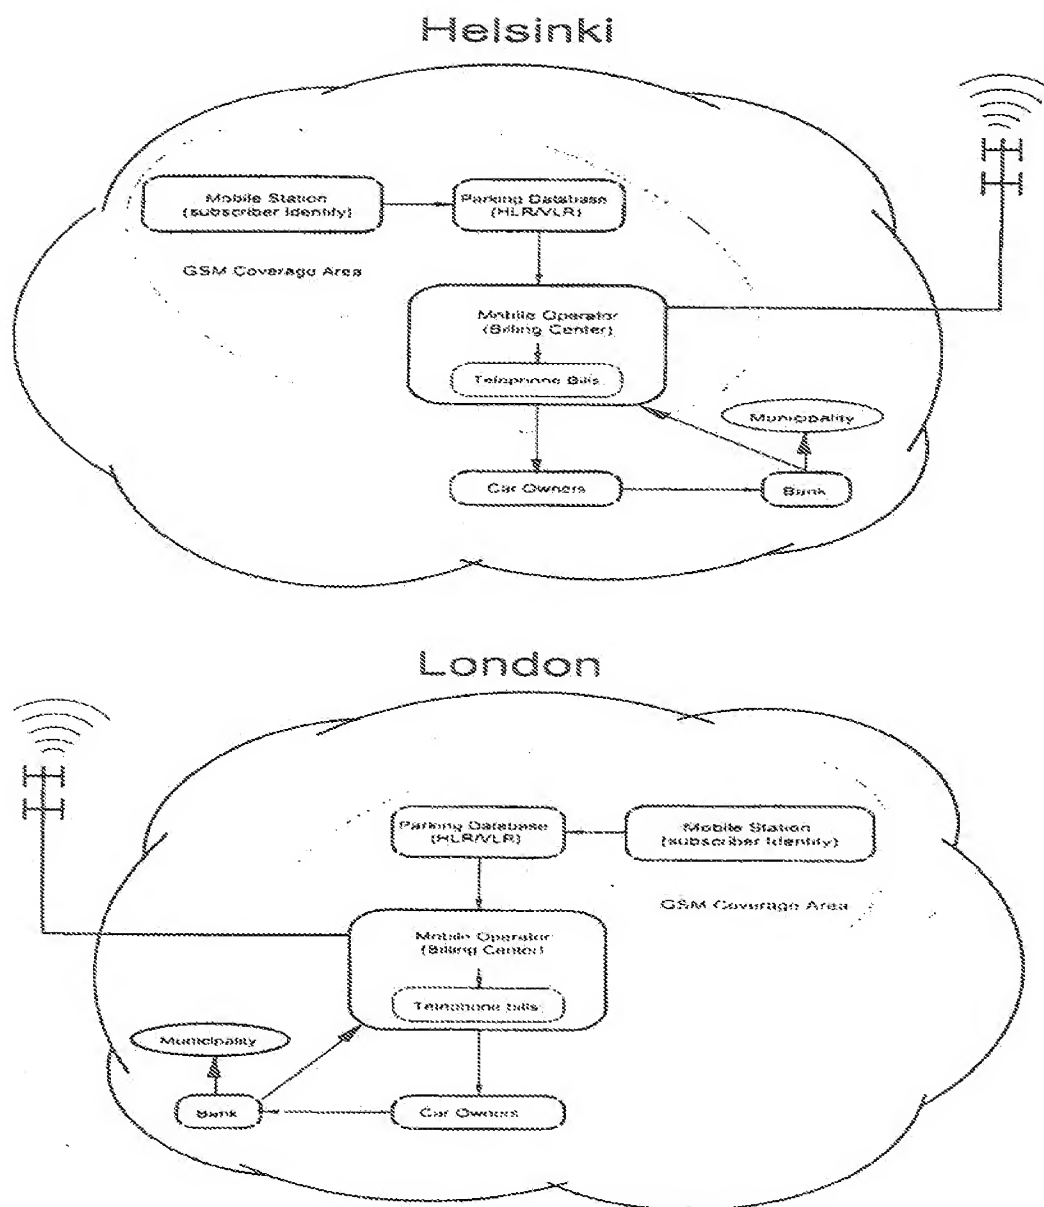 Helsinki
Mobile Station
(subscriber Identify)
Parking Database
(HLR/VLR)
GSM Coverage Area
Mobile Operator
(Billing Center)
Telephone Bills
Municipality
Car Owners
Bank
London
Parking Database
(HLR/VLR)
Mobile Station
(subscriber Identify)
GSM Coverage Area
Mobile Operator
(Billing Center)
Telephone bills
Municipality
Bank
Car Owners